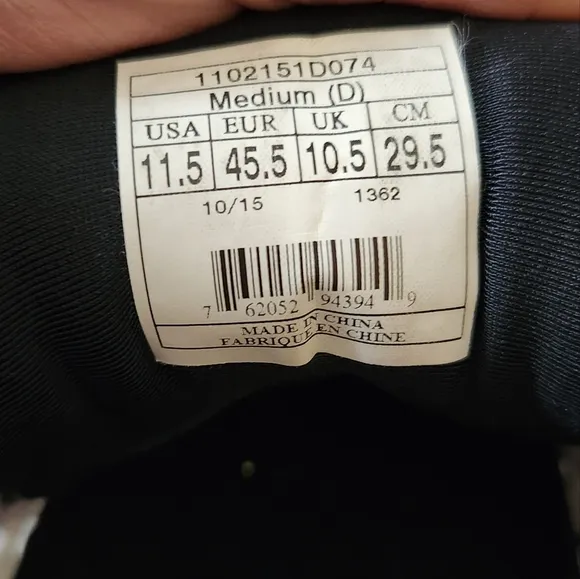 1102151D074
Medium (D)
USA EUR UK CM
11.5 45.5 10.5 29.5
10/15 1362
7 62052 94394 9
MADE IN CHINA
FABRIQUE EN CHINE